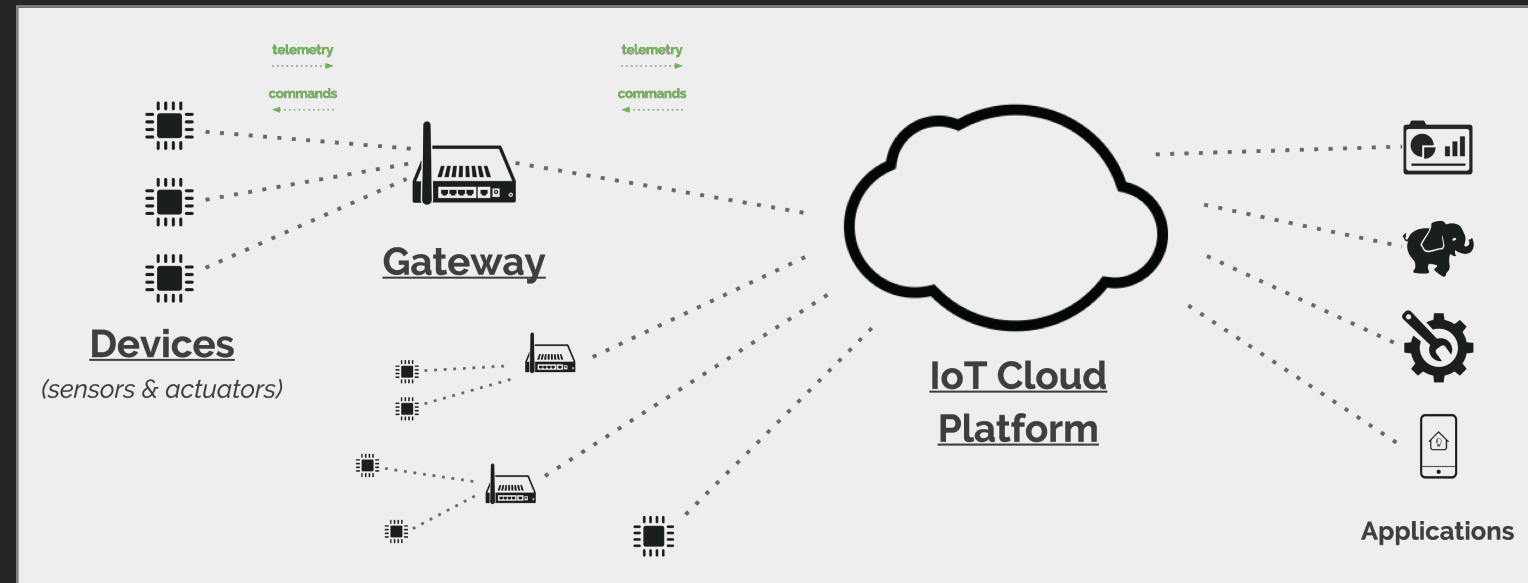 telemetry
commands
telemetry
commands
Gateway
Devices
(sensors & actuators)
IoT Cloud
Platform
Applications